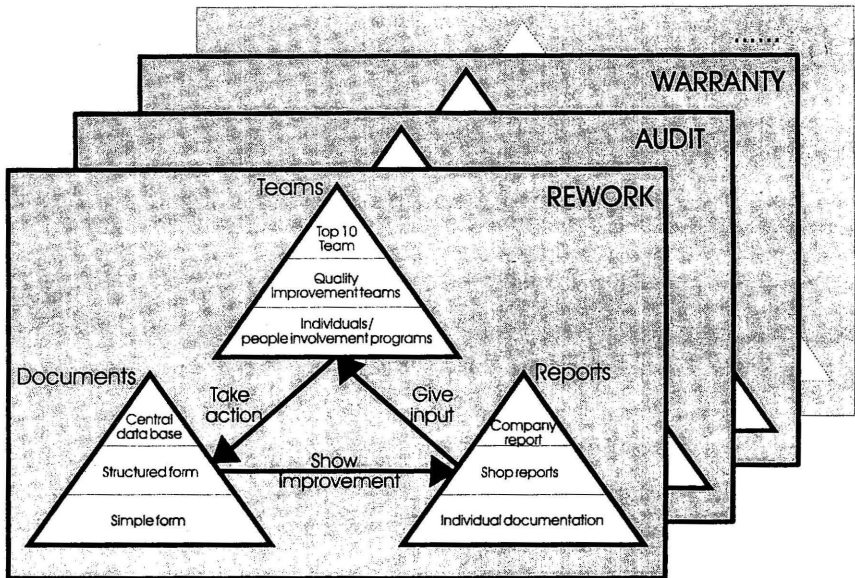 ......
WARRANTY
AUDIT
REWORK
Teams
Top 10
Team
Quality
improvement teams
Individuals/
people involvement programs
Documents
Take
action
Give
input
Reports
Central
data base
Company
report
Structured form
Show
improvement
Shop reports
Simple form
Individual documentation